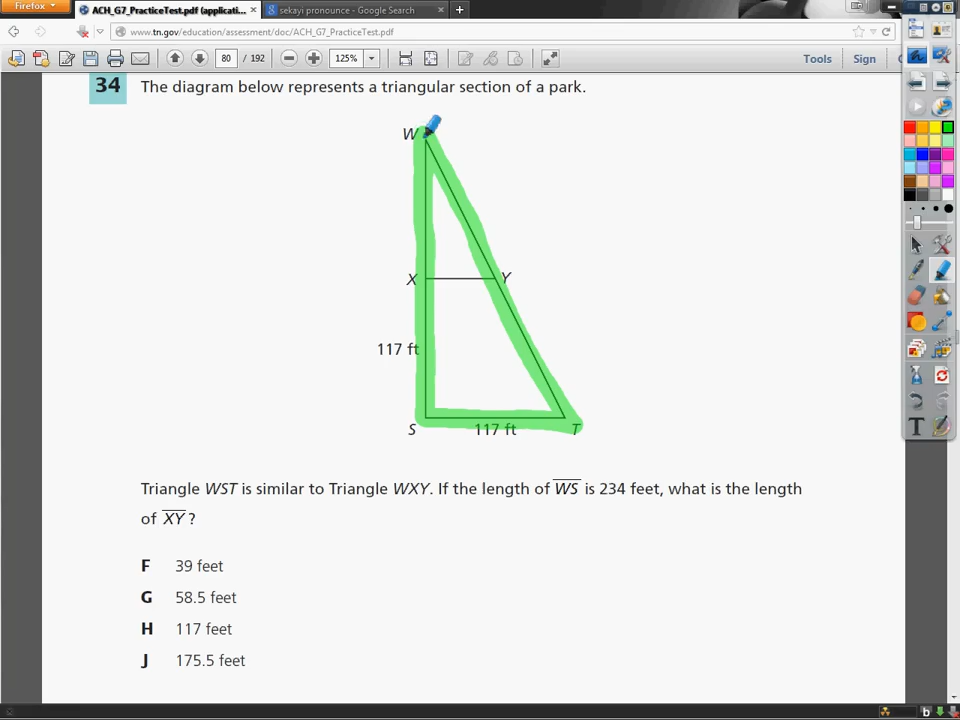 Firefox
ACH_G7_PracticeTest.pdf (applicati...
sekayi pronounce - Google Search
www.tn.gov/education/assessment/doc/ACH_G7_PracticeTest.pdf
80 / 192
125%
Tools
Sign
34 The diagram below represents a triangular section of a park.
W
X
Y
117 ft
S
117 ft
T
Triangle WST is similar to Triangle WXY. If the length of WS is 234 feet, what is the length
of XY?
F 39 feet
G 58.5 feet
H 117 feet
J 175.5 feet